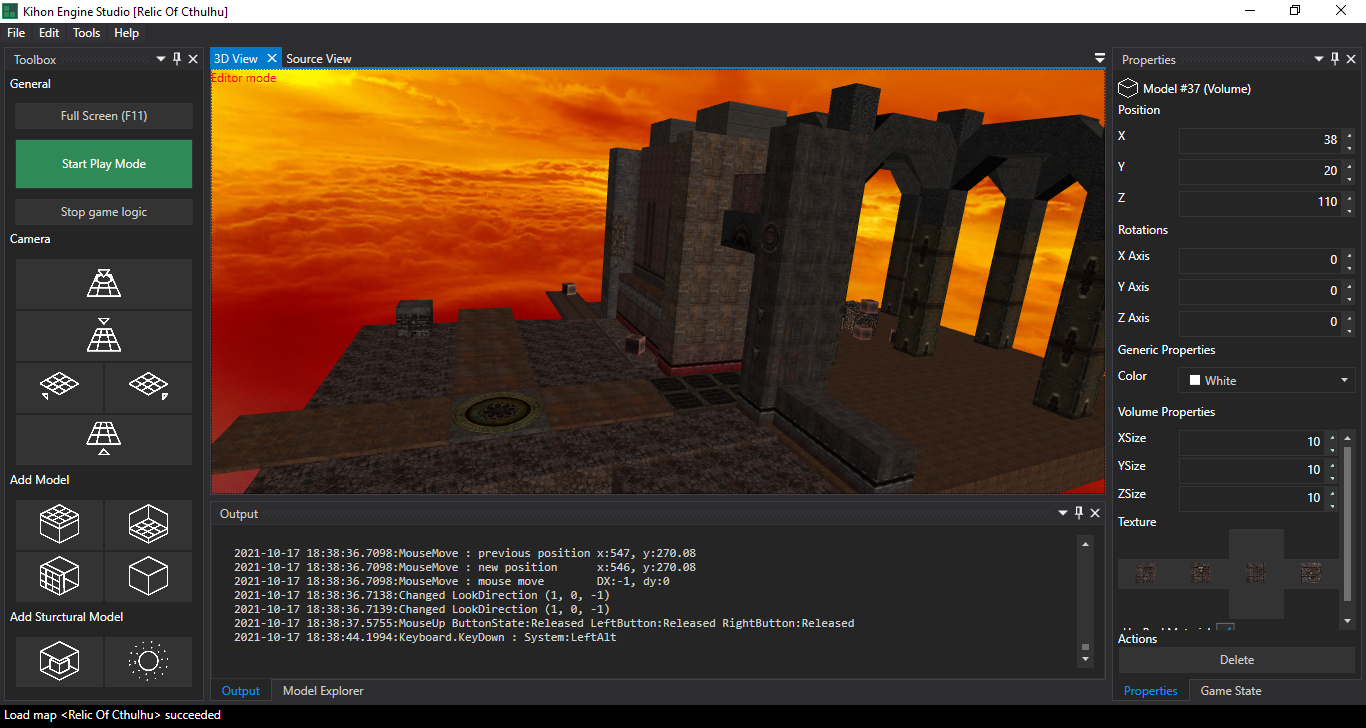 Kihon Engine Studio [Relic Of Cthulhu]
File Edit Tools Help
Toolbox
General
Full Screen (F11)
Start Play Mode
Stop game logic
Camera
Add Model
Add Sturctural Model
3D View Source View
Editor mode
Output
2021-10-17 18:38:36.7098:MouseMove : previous position x:547, y:270.08
2021-10-17 18:38:36.7098:MouseMove : new position x:546, y:270.08
2021-10-17 18:38:36.7098:MouseMove : mouse move DX:-1, dy:0
2021-10-17 18:38:36.7138:Changed LookDirection (1, 0, -1)
2021-10-17 18:38:36.7139:Changed LookDirection (1, 0, -1)
2021-10-17 18:38:37.5755:MouseUp ButtonState:Released LeftButton:Released RightButton:Released
2021-10-17 18:38:44.1994:Keyboard.KeyDown : System:LeftAlt
Output Model Explorer
Properties
Model #37 (Volume)
Position
X 38
Y 20
Z 110
Rotations
X Axis 0
Y Axis 0
Z Axis 0
Generic Properties
Color White
Volume Properties
XSize 10
YSize 10
ZSize 10
Texture
Actions
Delete
Properties Game State
Load map <Relic Of Cthulhu> succeeded